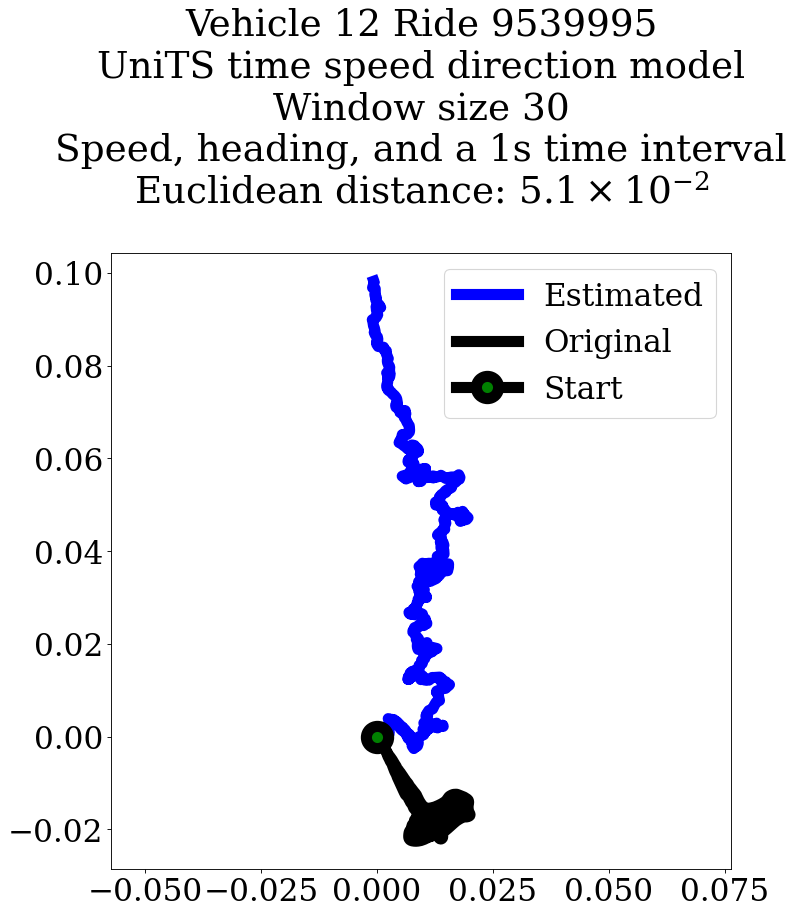 Vehicle 12 Ride 9539995
UniTS time speed direction model
Window size 30
Speed, heading, and a 1s time interval
Euclidean distance: 5.1 × 10⁻²
Estimated
Original
Start
0.10
0.08
0.06
0.04
0.02
0.00
−0.02
−0.050 −0.025 0.000 0.025 0.050 0.075